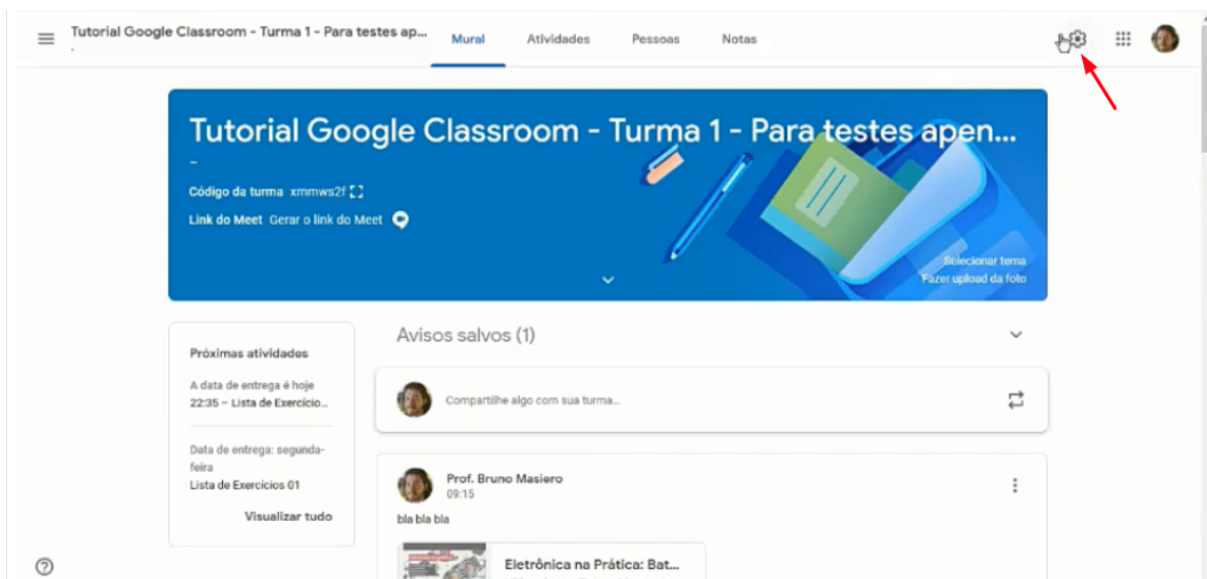 Tutorial Google Classroom - Turma 1 - Para testes ap...
-
Mural
Atividades
Pessoas
Notas
Tutorial Google Classroom - Turma 1 - Para testes apen...
-
Código da turma xmmws2f
Link do Meet Gerar o link do Meet
Selecionar tema
Fazer upload da foto
Próximas atividades
A data de entrega é hoje
22:35 – Lista de Exercício...
Data de entrega: segunda-
feira
Lista de Exercícios 01
Visualizar tudo
Avisos salvos (1)
Compartilhe algo com sua turma...
Prof. Bruno Masiero
09:15
bla bla bla
Eletrônica na Prática: Bat...